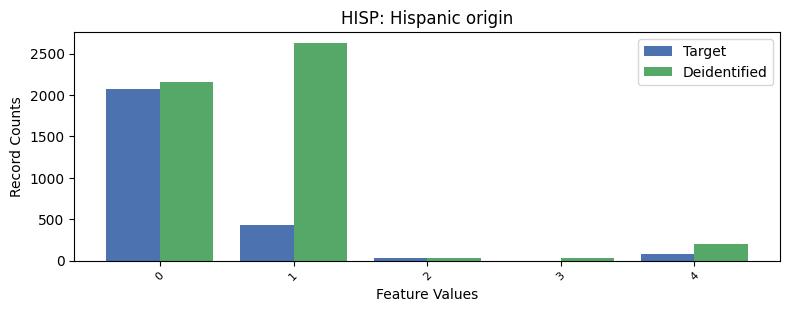 HISP: Hispanic origin
Target
Deidentified
Record Counts
2500
2000
1500
1000
500
0
0 1 2 3 4
Feature Values